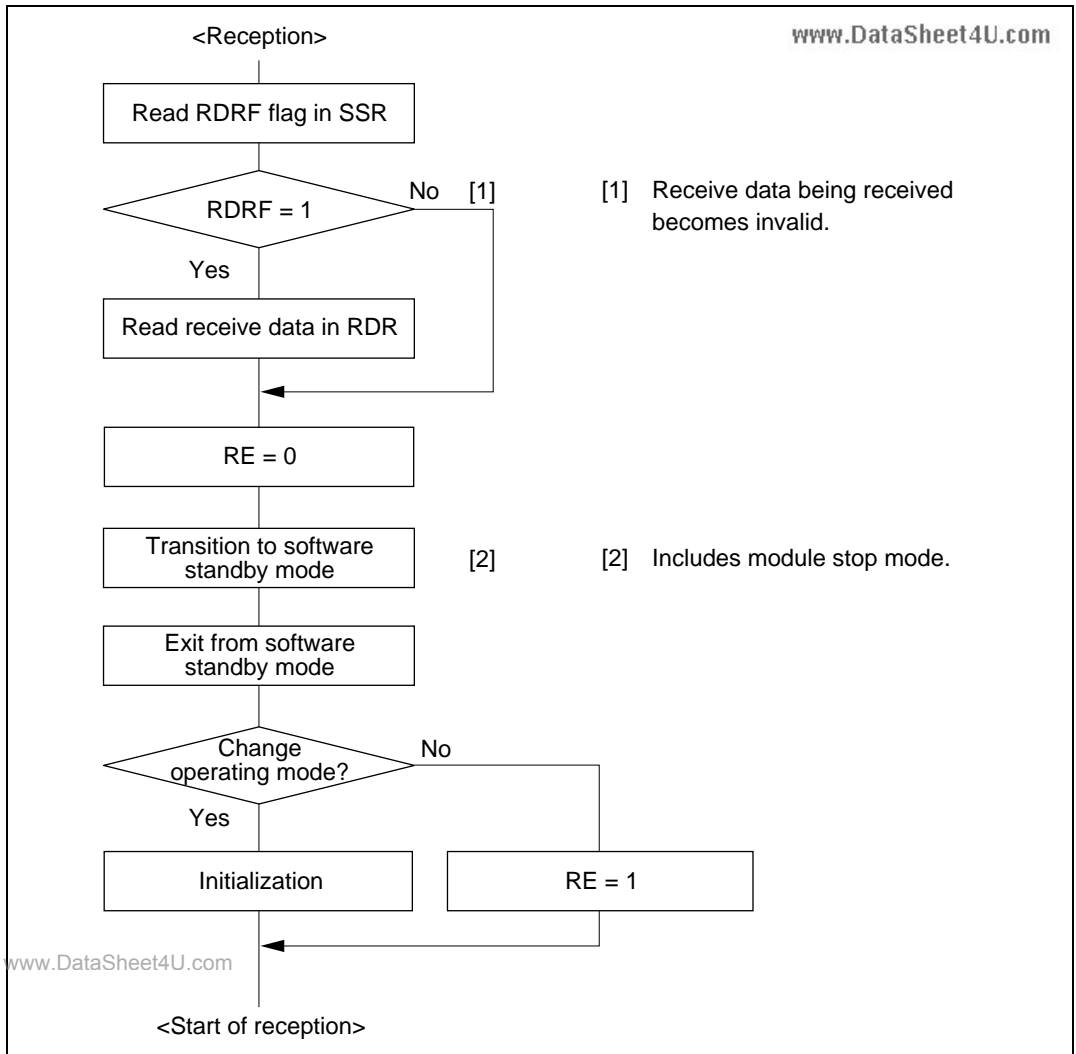 <Reception>
www.DataSheet4U.com
Read RDRF flag in SSR
No [1]
[1] Receive data being received
becomes invalid.
RDRF = 1
Yes
Read receive data in RDR
RE = 0
Transition to software
standby mode
[2]
[2] Includes module stop mode.
Exit from software
standby mode
Change
operating mode?
No
Yes
Initialization
RE = 1
www.DataSheet4U.com
<Start of reception>